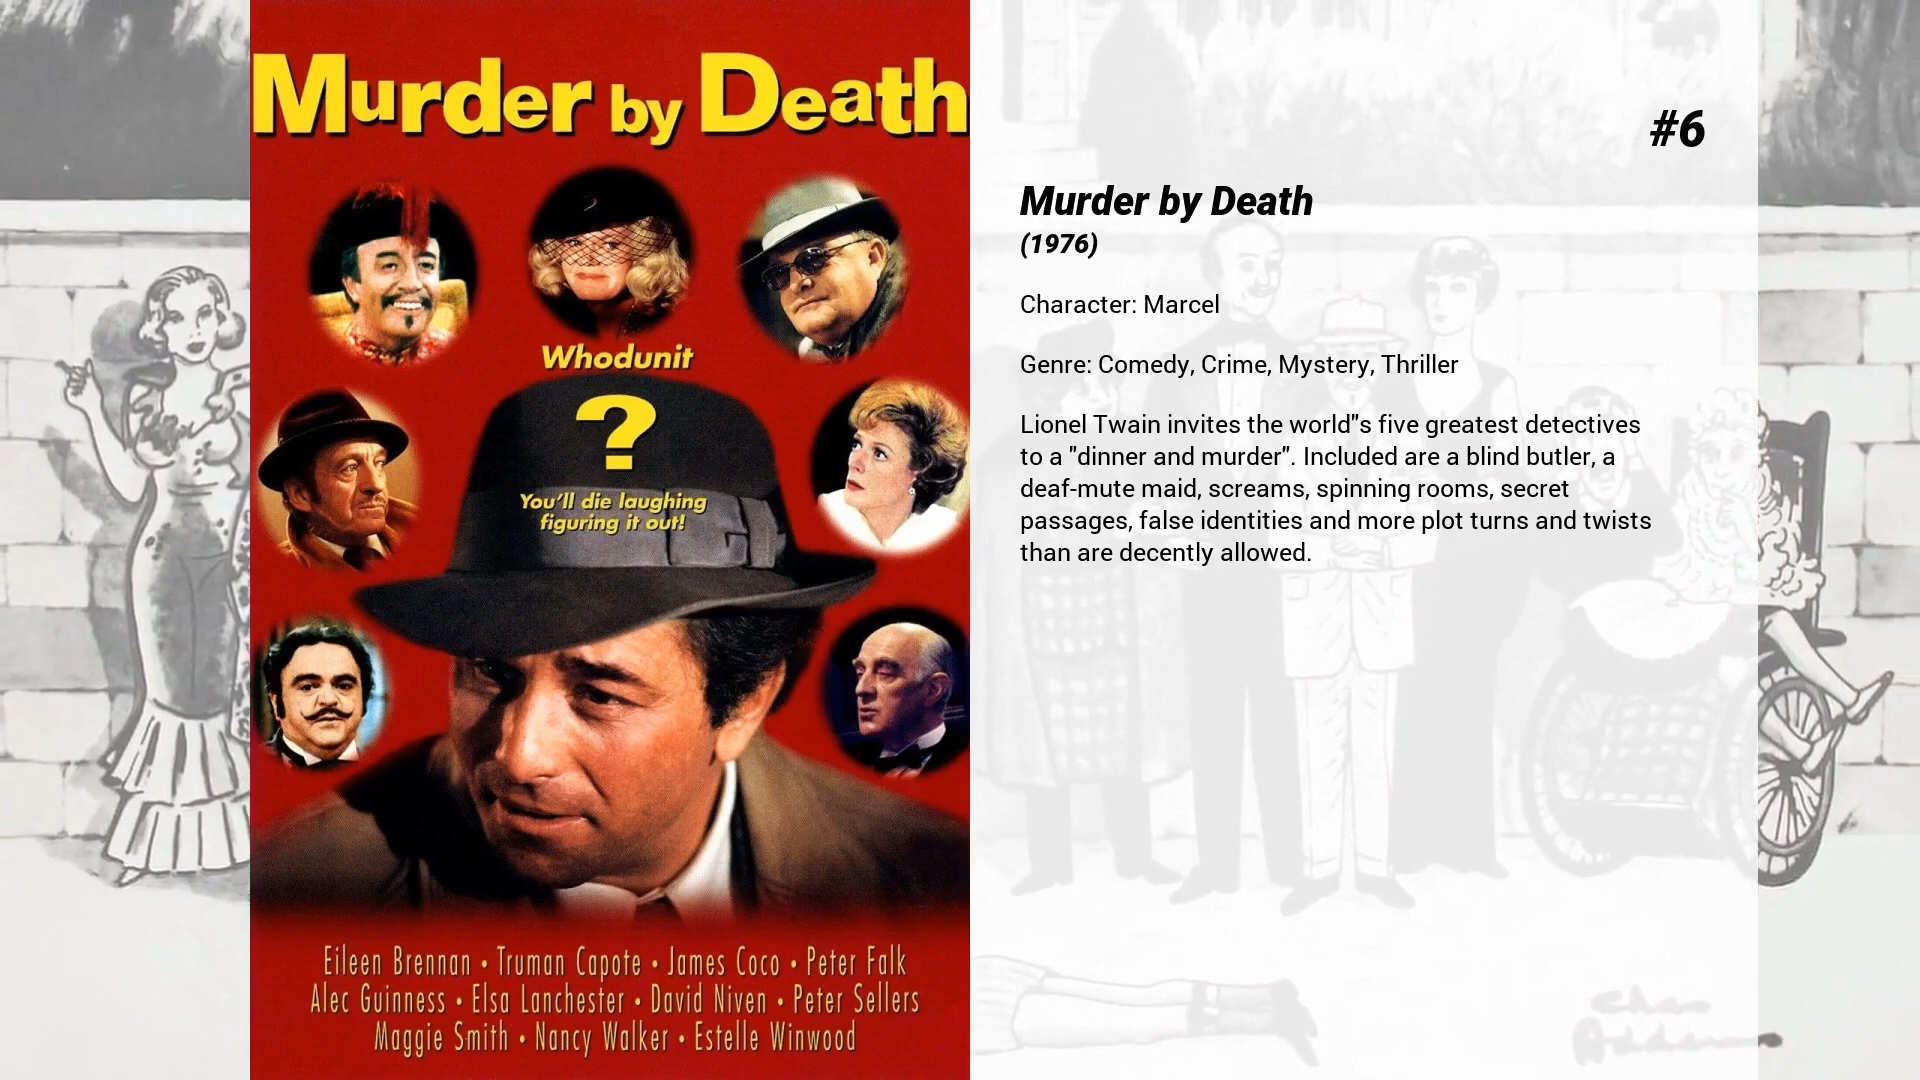 Murder by Death
Whodunit
?
You'll die laughing
figuring it out!
Eileen Brennan • Truman Capote • James Coco • Peter Falk
Alec Guinness • Elsa Lanchester • David Niven • Peter Sellers
Maggie Smith • Nancy Walker • Estelle Winwood
#6
Murder by Death
(1976)
Character: Marcel
Genre: Comedy, Crime, Mystery, Thriller
Lionel Twain invites the world"s five greatest detectives
to a "dinner and murder". Included are a blind butler, a
deaf-mute maid, screams, spinning rooms, secret
passages, false identities and more plot turns and twists
than are decently allowed.
Chas
Addams